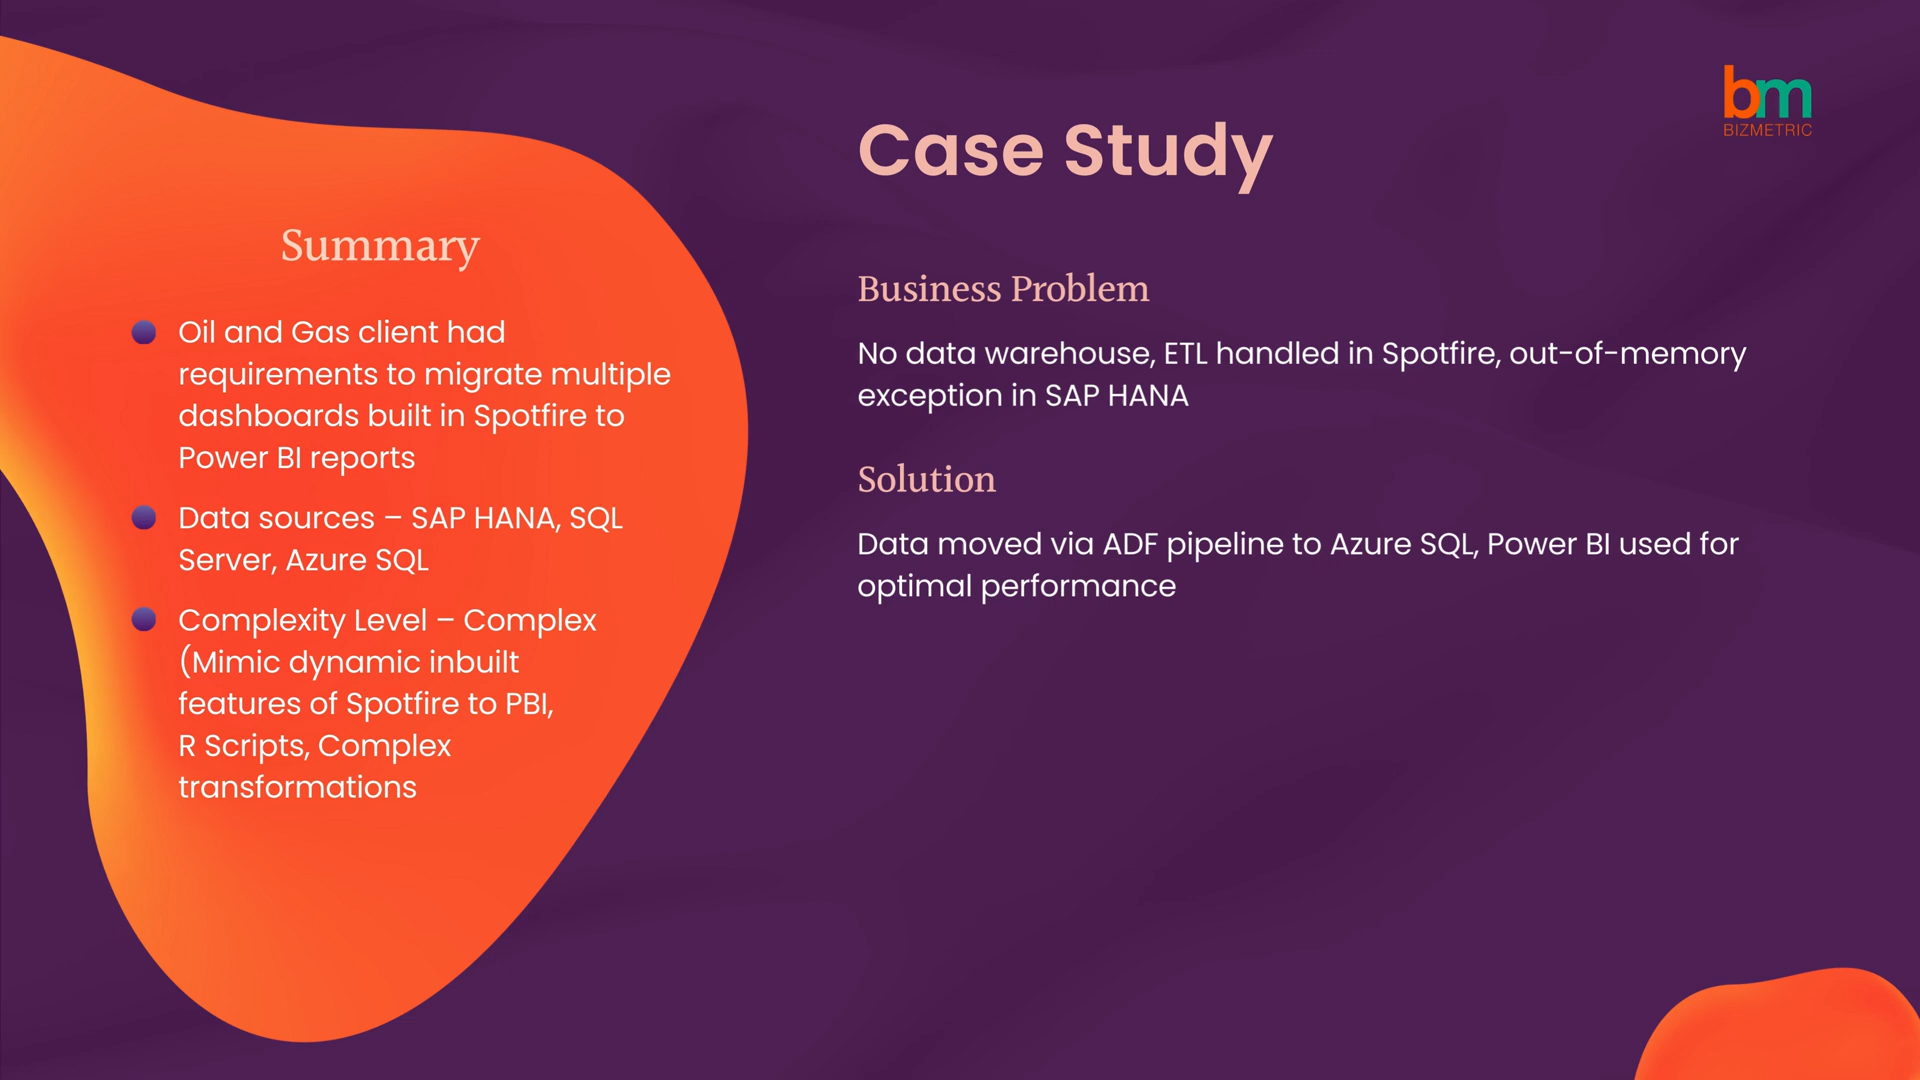 Case Study
bm
BIZMETRIC
Summary
Oil and Gas client had
requirements to migrate multiple
dashboards built in Spotfire to
Power BI reports
Data sources – SAP HANA, SQL
Server, Azure SQL
Complexity Level – Complex
(Mimic dynamic inbuilt
features of Spotfire to PBI,
R Scripts, Complex
transformations
Business Problem
No data warehouse, ETL handled in Spotfire, out-of-memory
exception in SAP HANA
Solution
Data moved via ADF pipeline to Azure SQL, Power BI used for
optimal performance